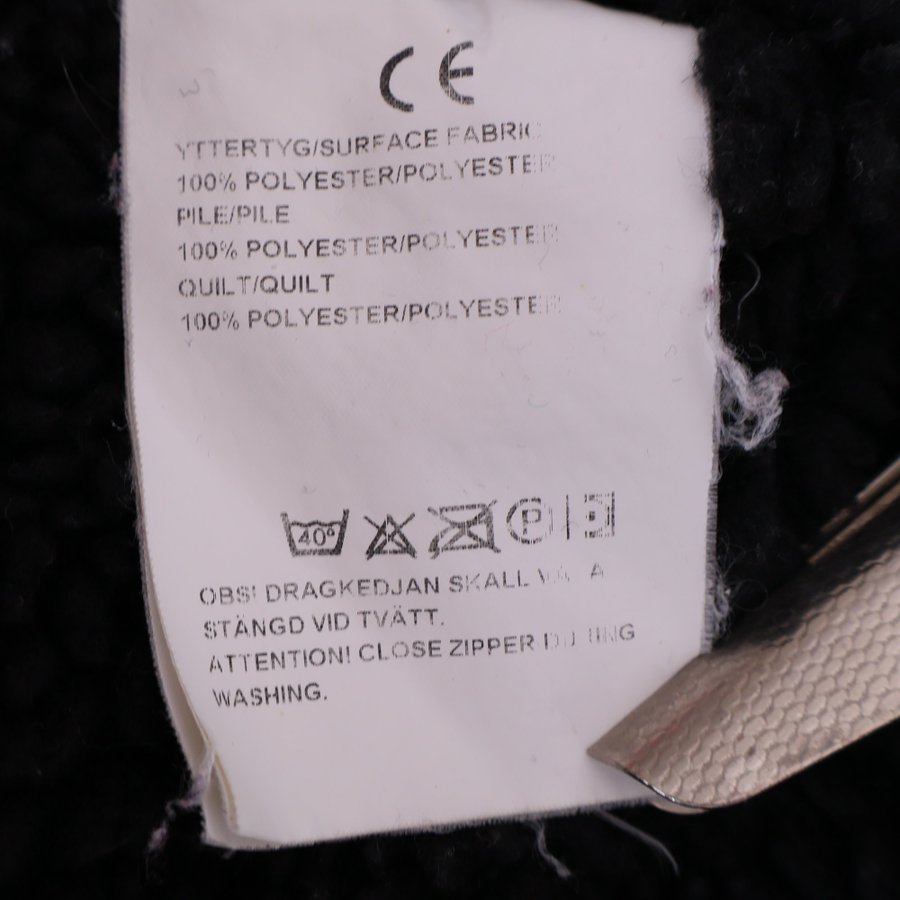 CE
YTTERTYG/SURFACE FABRIC
100% POLYESTER/POLYESTER
PILE/PILE
100% POLYESTER/POLYESTER
QUILT/QUILT
100% POLYESTER/POLYESTER
40° P
OBS! DRAGKEDJAN SKALL
STÄNGD VID TVÄTT.
ATTENTION! CLOSE ZIPPER DURING
WASHING.